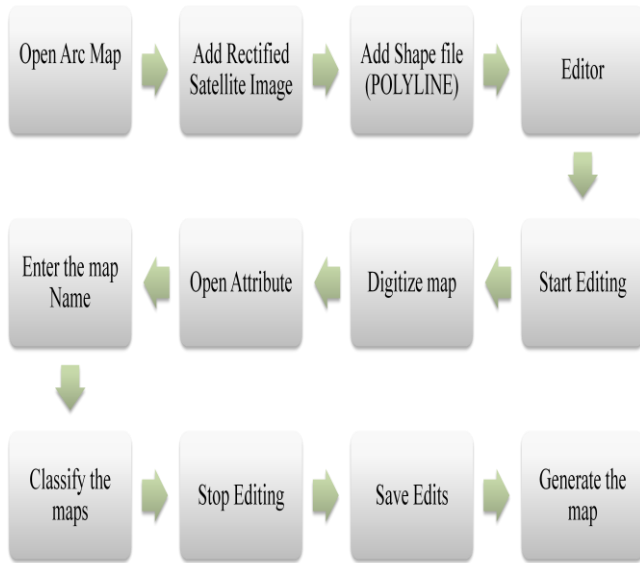 Open Arc Map
Add Rectified
Satellite Image
Add Shape file
(POLYLINE)
Editor
Start Editing
Digitize map
Open Attribute
Enter the map
Name
Classify the
maps
Stop Editing
Save Edits
Generate the
map